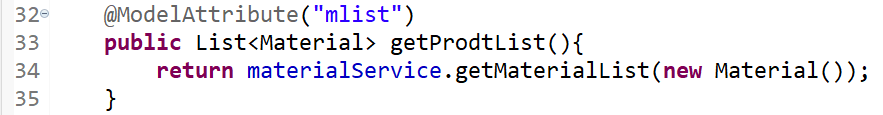 32 @ModelAttribute("mlist")
33 public List<Material> getProdtList(){
34 return materialService.getMaterialList(new Material());
35 }